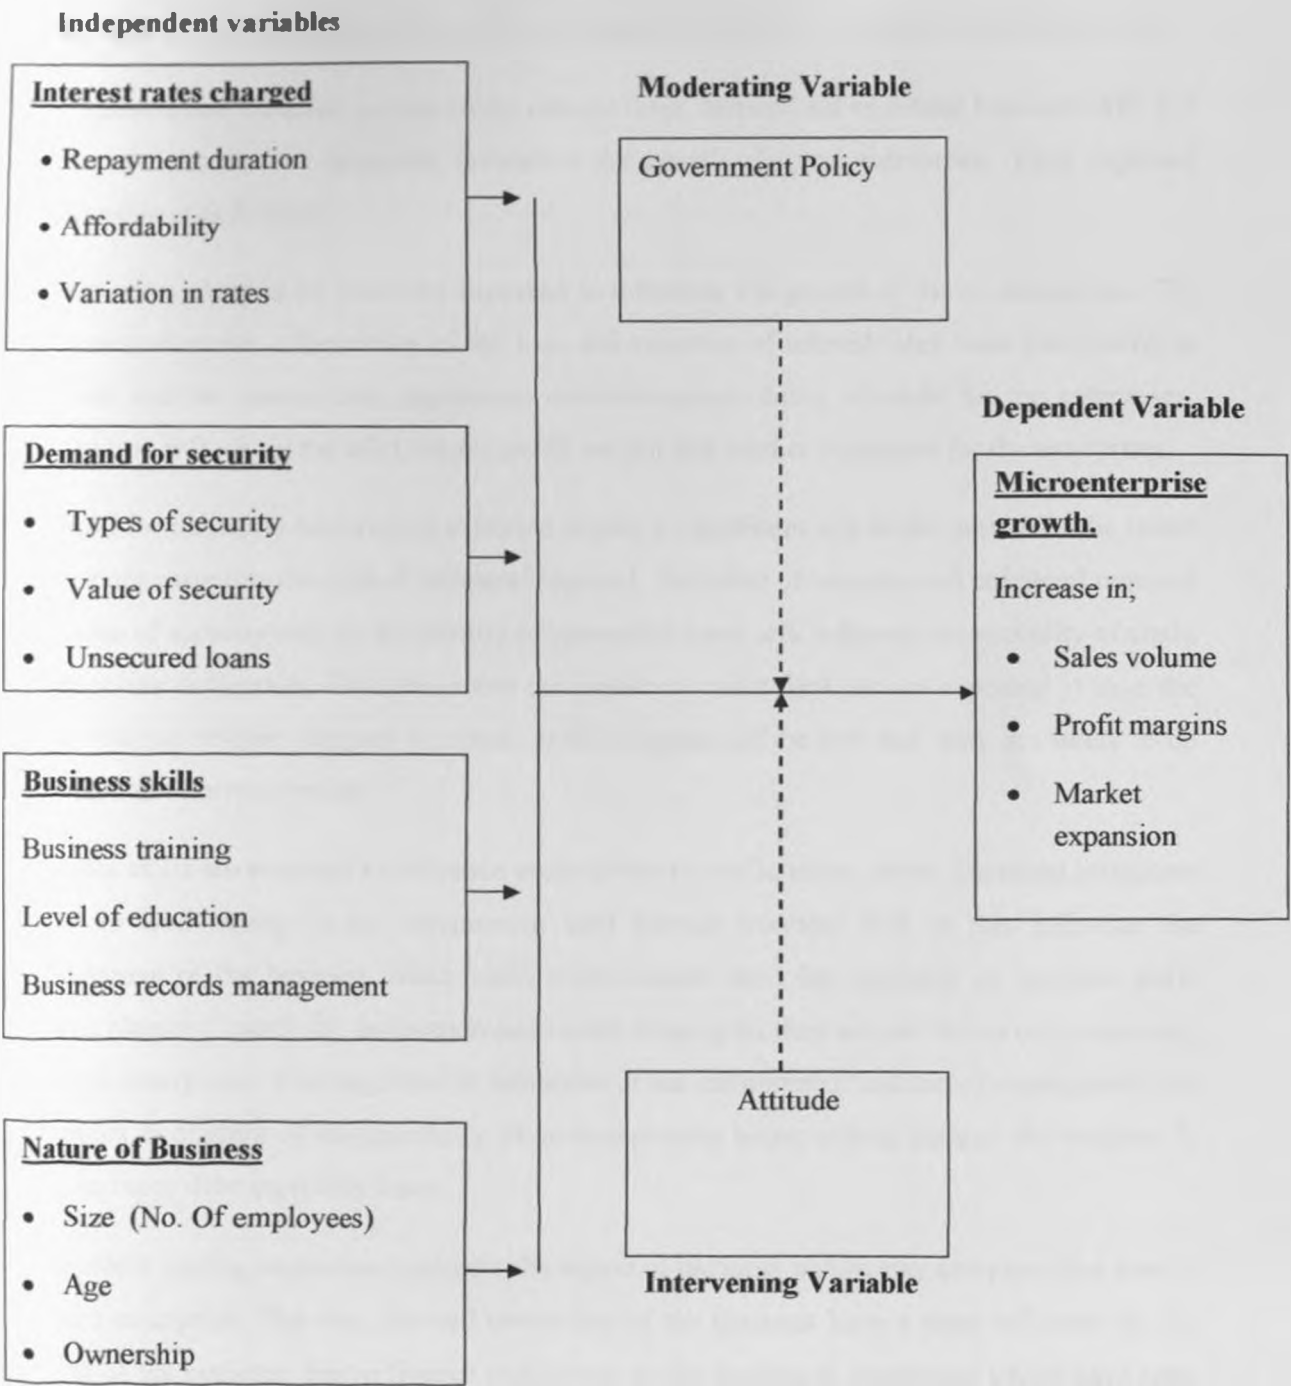 Independent variables
Interest rates charged
• Repayment duration
• Affordability
• Variation in rates
Moderating Variable
Government Policy
Demand for security
• Types of security
• Value of security
• Unsecured loans
Dependent Variable
Microenterprise
growth.
Increase in;
• Sales volume
• Profit margins
• Market
expansion
Business skills
Business training
Level of education
Business records management
Nature of Business
• Size (No. Of employees)
• Age
• Ownership
Attitude
Intervening Variable